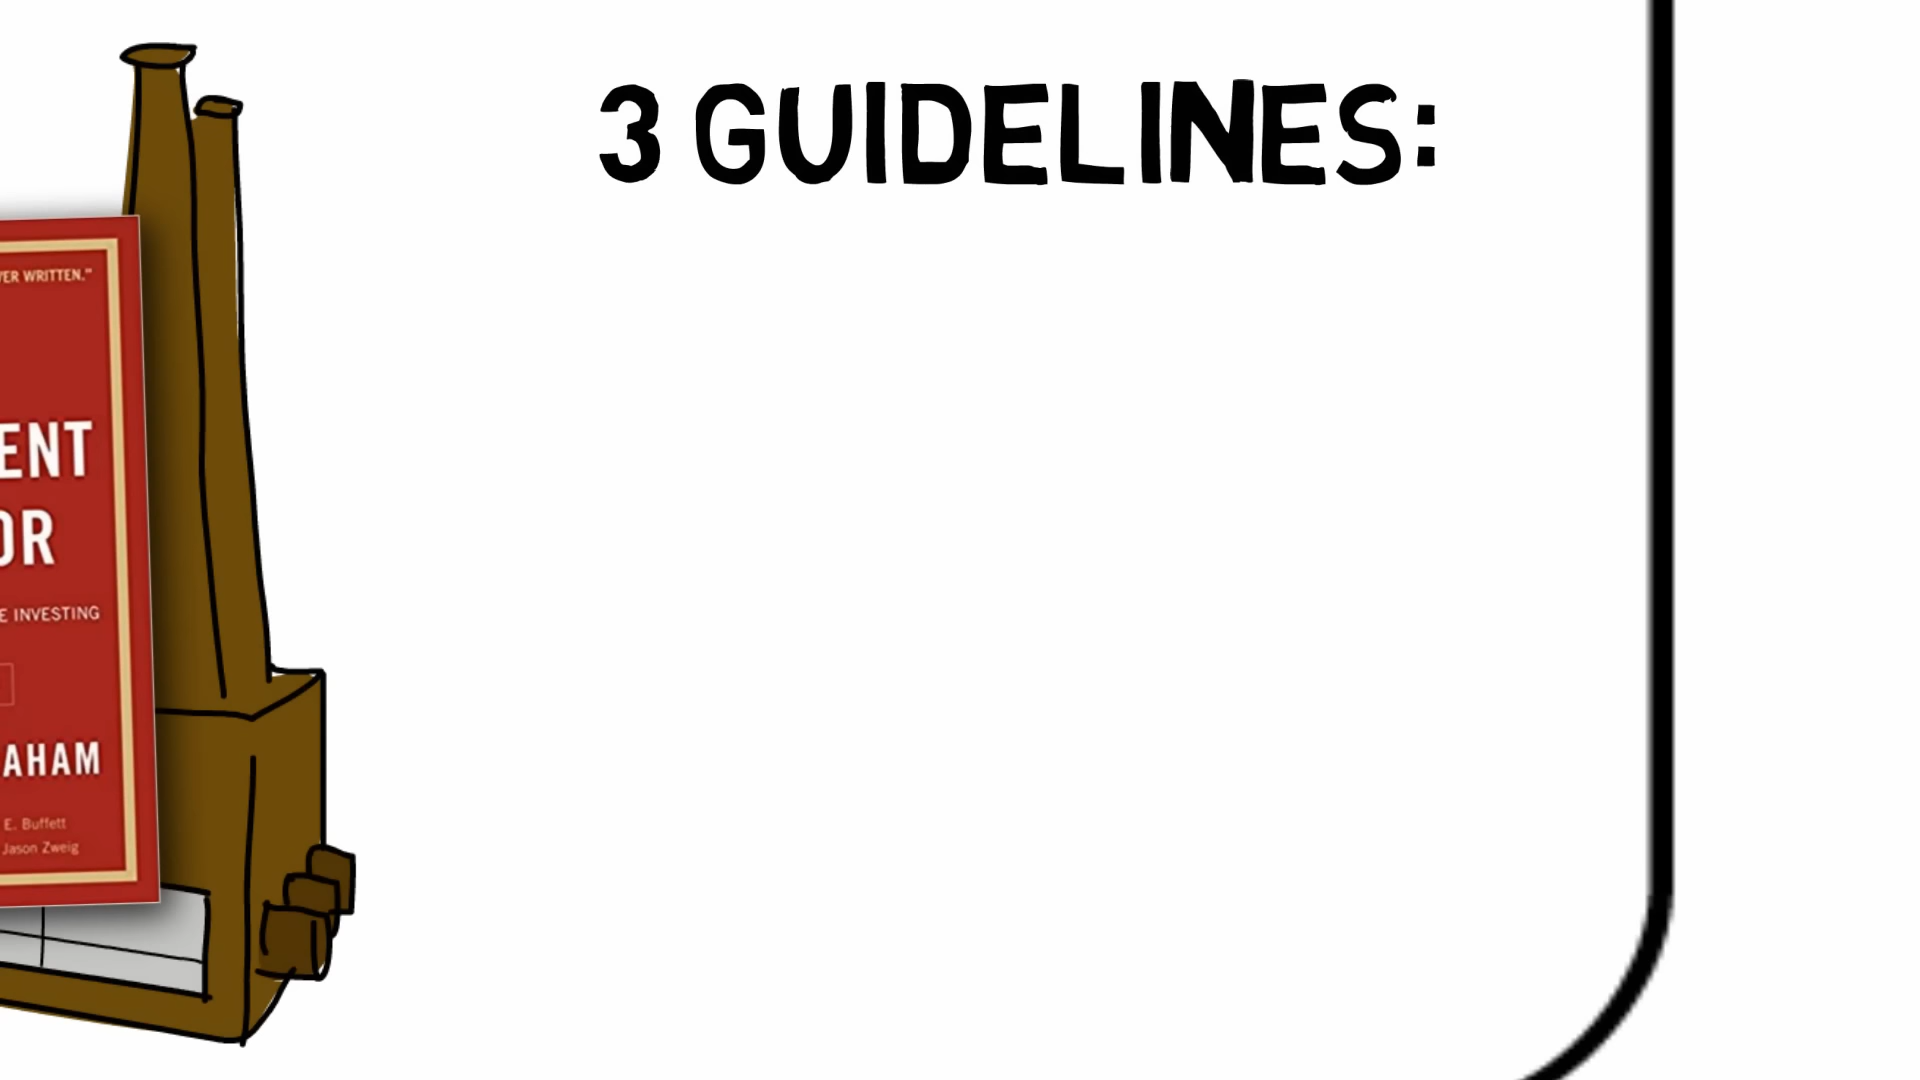 3 GUIDELINES:
ER WRITTEN."
ENT
OR
E INVESTING
AHAM
E. Buffett
Jason Zweig